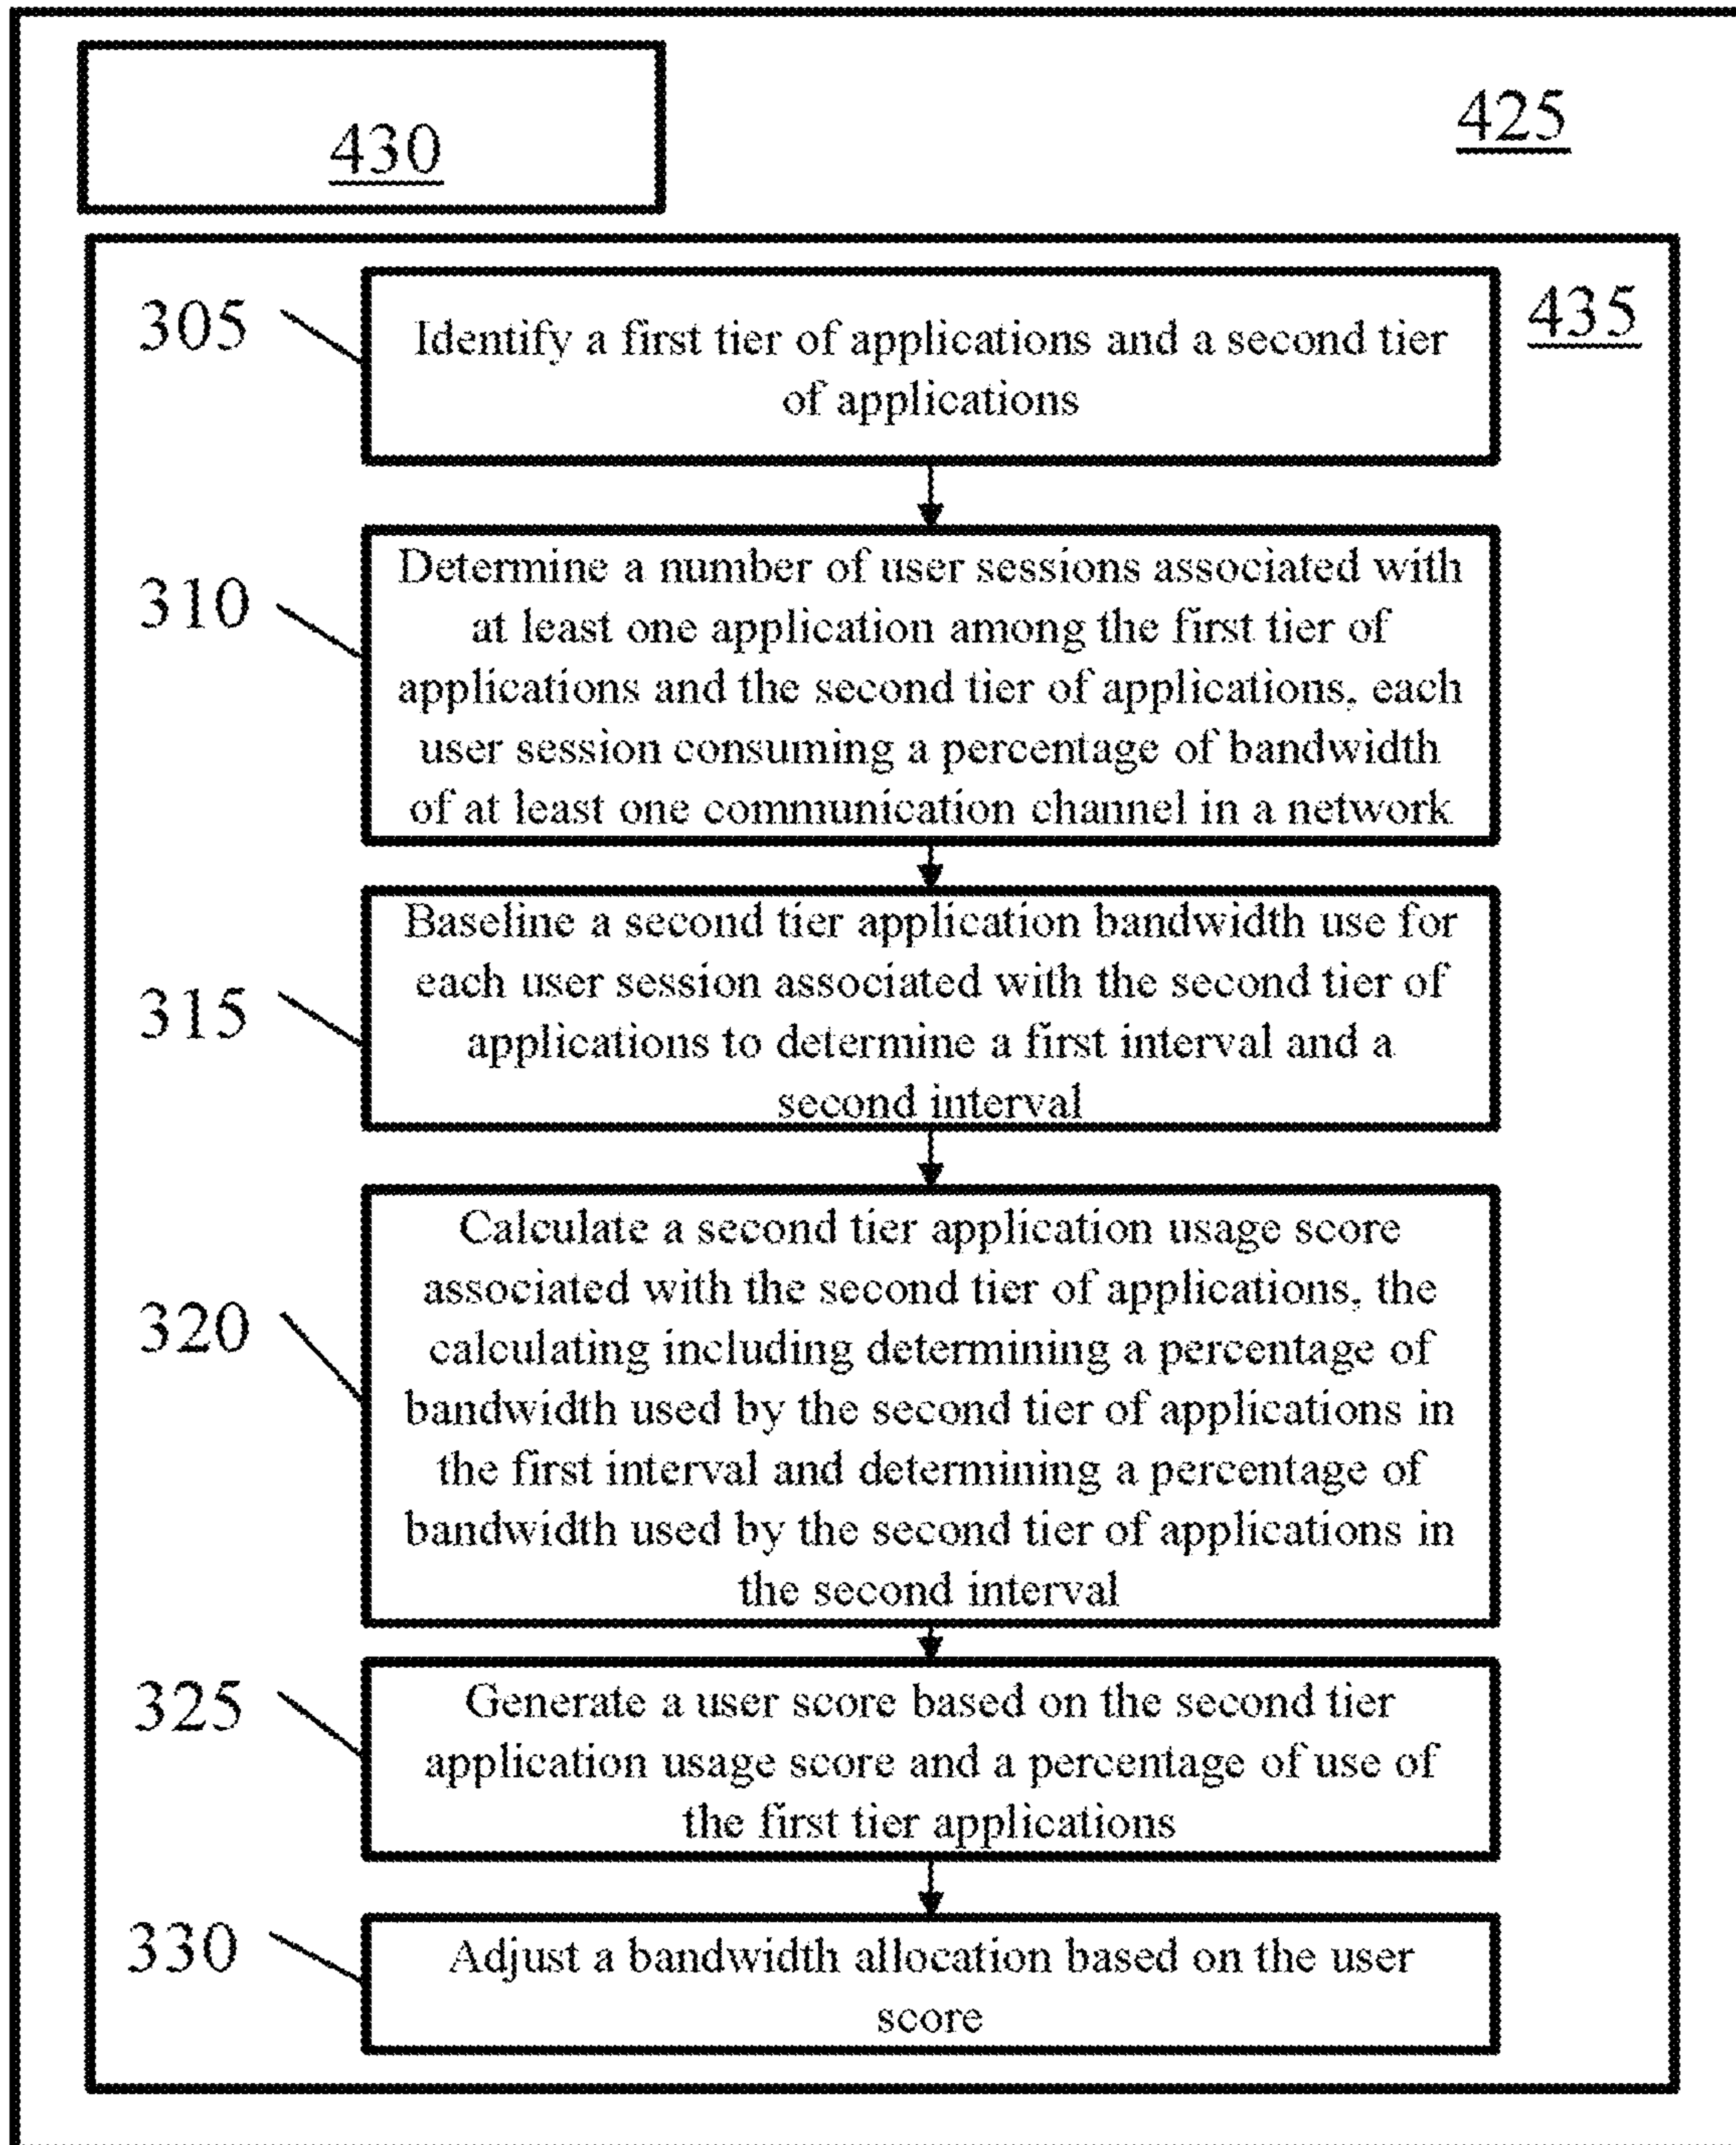 430
425
435
305
Identify a first tier of applications and a second tier
of applications
310
Determine a number of user sessions associated with
at least one application among the first tier of
applications and the second tier of applications, each
user session consuming a percentage of bandwidth
of at least one communication channel in a network
315
Baseline a second tier application bandwidth use for
each user session associated with the second tier of
applications to determine a first interval and a
second interval
320
Calculate a second tier application usage score
associated with the second tier of applications, the
calculating including determining a percentage of
bandwidth used by the second tier of applications in
the first interval and determining a percentage of
bandwidth used by the second tier of applications in
the second interval
325
Generate a user score based on the second tier
application usage score and a percentage of use of
the first tier applications
330
Adjust a bandwidth allocation based on the user
score